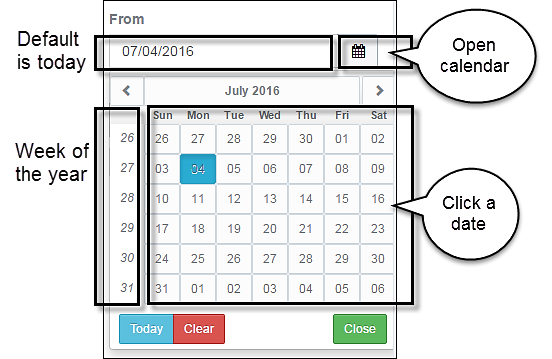 From
Default is today
07/04/2016
Open calendar
July 2016
Sun Mon Tue Wed Thu Fri Sat
Week of the year
26 26 27 28 29 30 01 02
27 03 04 05 06 07 08 09
28 10 11 12 13 14 15 16
29 17 18 19 20 21 22 23
30 24 25 26 27 28 29 30
31 31 01 02 03 04 05 06
Click a date
Today Clear Close